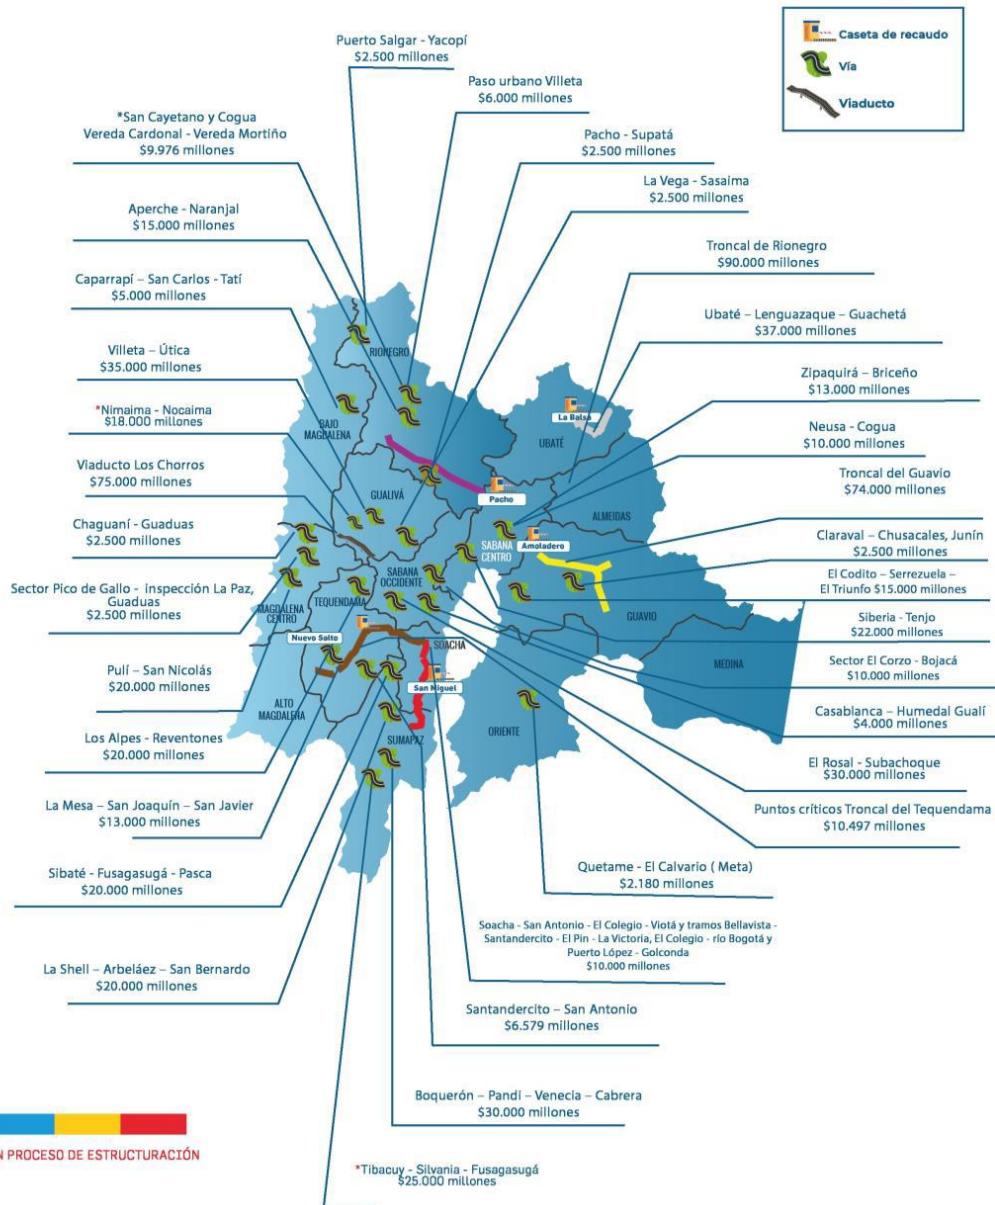 Caseta de recaudo
Vía
Viaducto
Puerto Salgar - Yacopí
$2.500 millones
Paso urbano Villeta
$6.000 millones
*San Cayetano y Cogua
Vereda Cardonal - Vereda Mortiño
$9.976 millones
Pacho - Supatá
$2.500 millones
La Vega - Sasaima
$2.500 millones
Aperche - Naranjal
$15.000 millones
Troncal de Rionegro
$90.000 millones
Caparrapí – San Carlos - Tatí
$5.000 millones
Ubaté – Lenguazaque – Guachetá
$37.000 millones
Villeta – Útica
$35.000 millones
Zipaquirá – Briceño
$13.000 millones
*Nimaima - Nocaima
$18.000 millones
Neusa - Cogua
$10.000 millones
Viaducto Los Chorros
$75.000 millones
Troncal del Guavio
$74.000 millones
Chaguaní - Guaduas
$2.500 millones
Claraval – Chusacales, Junín
$2.500 millones
Sector Pico de Gallo - inspección La Paz,
Guaduas
$2.500 millones
El Codito – Serrezuela –
El Triunfo $15.000 millones
Siberia - Tenjo
$22.000 millones
Pulí – San Nicolás
$20.000 millones
Sector El Corzo - Bojacá
$10.000 millones
Casablanca – Humedal Gualí
$4.000 millones
Los Alpes - Reventones
$20.000 millones
El Rosal - Subachoque
$30.000 millones
La Mesa – San Joaquín – San Javier
$13.000 millones
Puntos críticos Troncal del Tequendama
$10.497 millones
Sibaté - Fusagasugá - Pasca
$20.000 millones
Quetame - El Calvario ( Meta)
$2.180 millones
Soacha - San Antonio - El Colegio - Viotá y tramos Bellavista -
Santandercito - El Pin - La Victoria, El Colegio - río Bogotá y
Puerto López - Golconda
$10.000 millones
La Shell – Arbeláez – San Bernardo
$20.000 millones
Santandercito – San Antonio
$6.579 millones
Boquerón – Pandi – Venecia – Cabrera
$30.000 millones
*Tibacuy - Silvania - Fusagasugá
$25.000 millones
RIONEGRO
BAJO
MAGDALENA
La Balsa
UBATÉ
GUALIVÁ
Pacho
ALMEIDAS
SABANA
CENTRO
Amoladero
SABANA
OCCIDENTE
TEQUENDAMA
MAGDALENA
CENTRO
GUAVIO
Nuevo Salto
SOACHA
MEDINA
San Miguel
ALTO
MAGDALENA
ORIENTE
SUMAPAZ
N PROCESO DE ESTRUCTURACIÓN